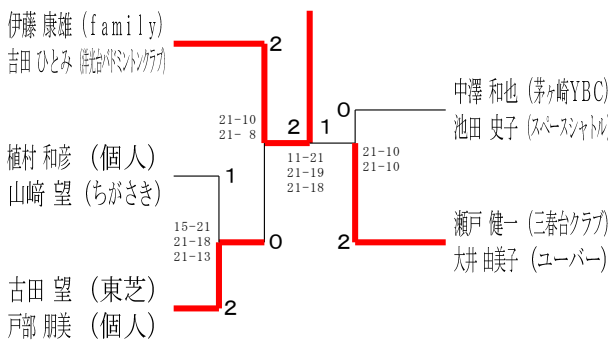 伊藤 康雄 (family)
吉田 ひとみ (洋光台バドミントンクラブ)
2
21-10
21- 8
植村 和彦 (個人)
山﨑 望 (ちがさき)
1
15-21
21-18
21-13
0
古田 望 (東芝)
戸部 朋美 (個人)
2
2
1
11-21
21-19
21-18
中澤 和也 (茅ヶ崎YBC)
池田 史子 (スペースシャトル)
0
21-10
21-10
瀬戸 健一 (三春台クラブ)
大井 由美子 (ユーバー)
2